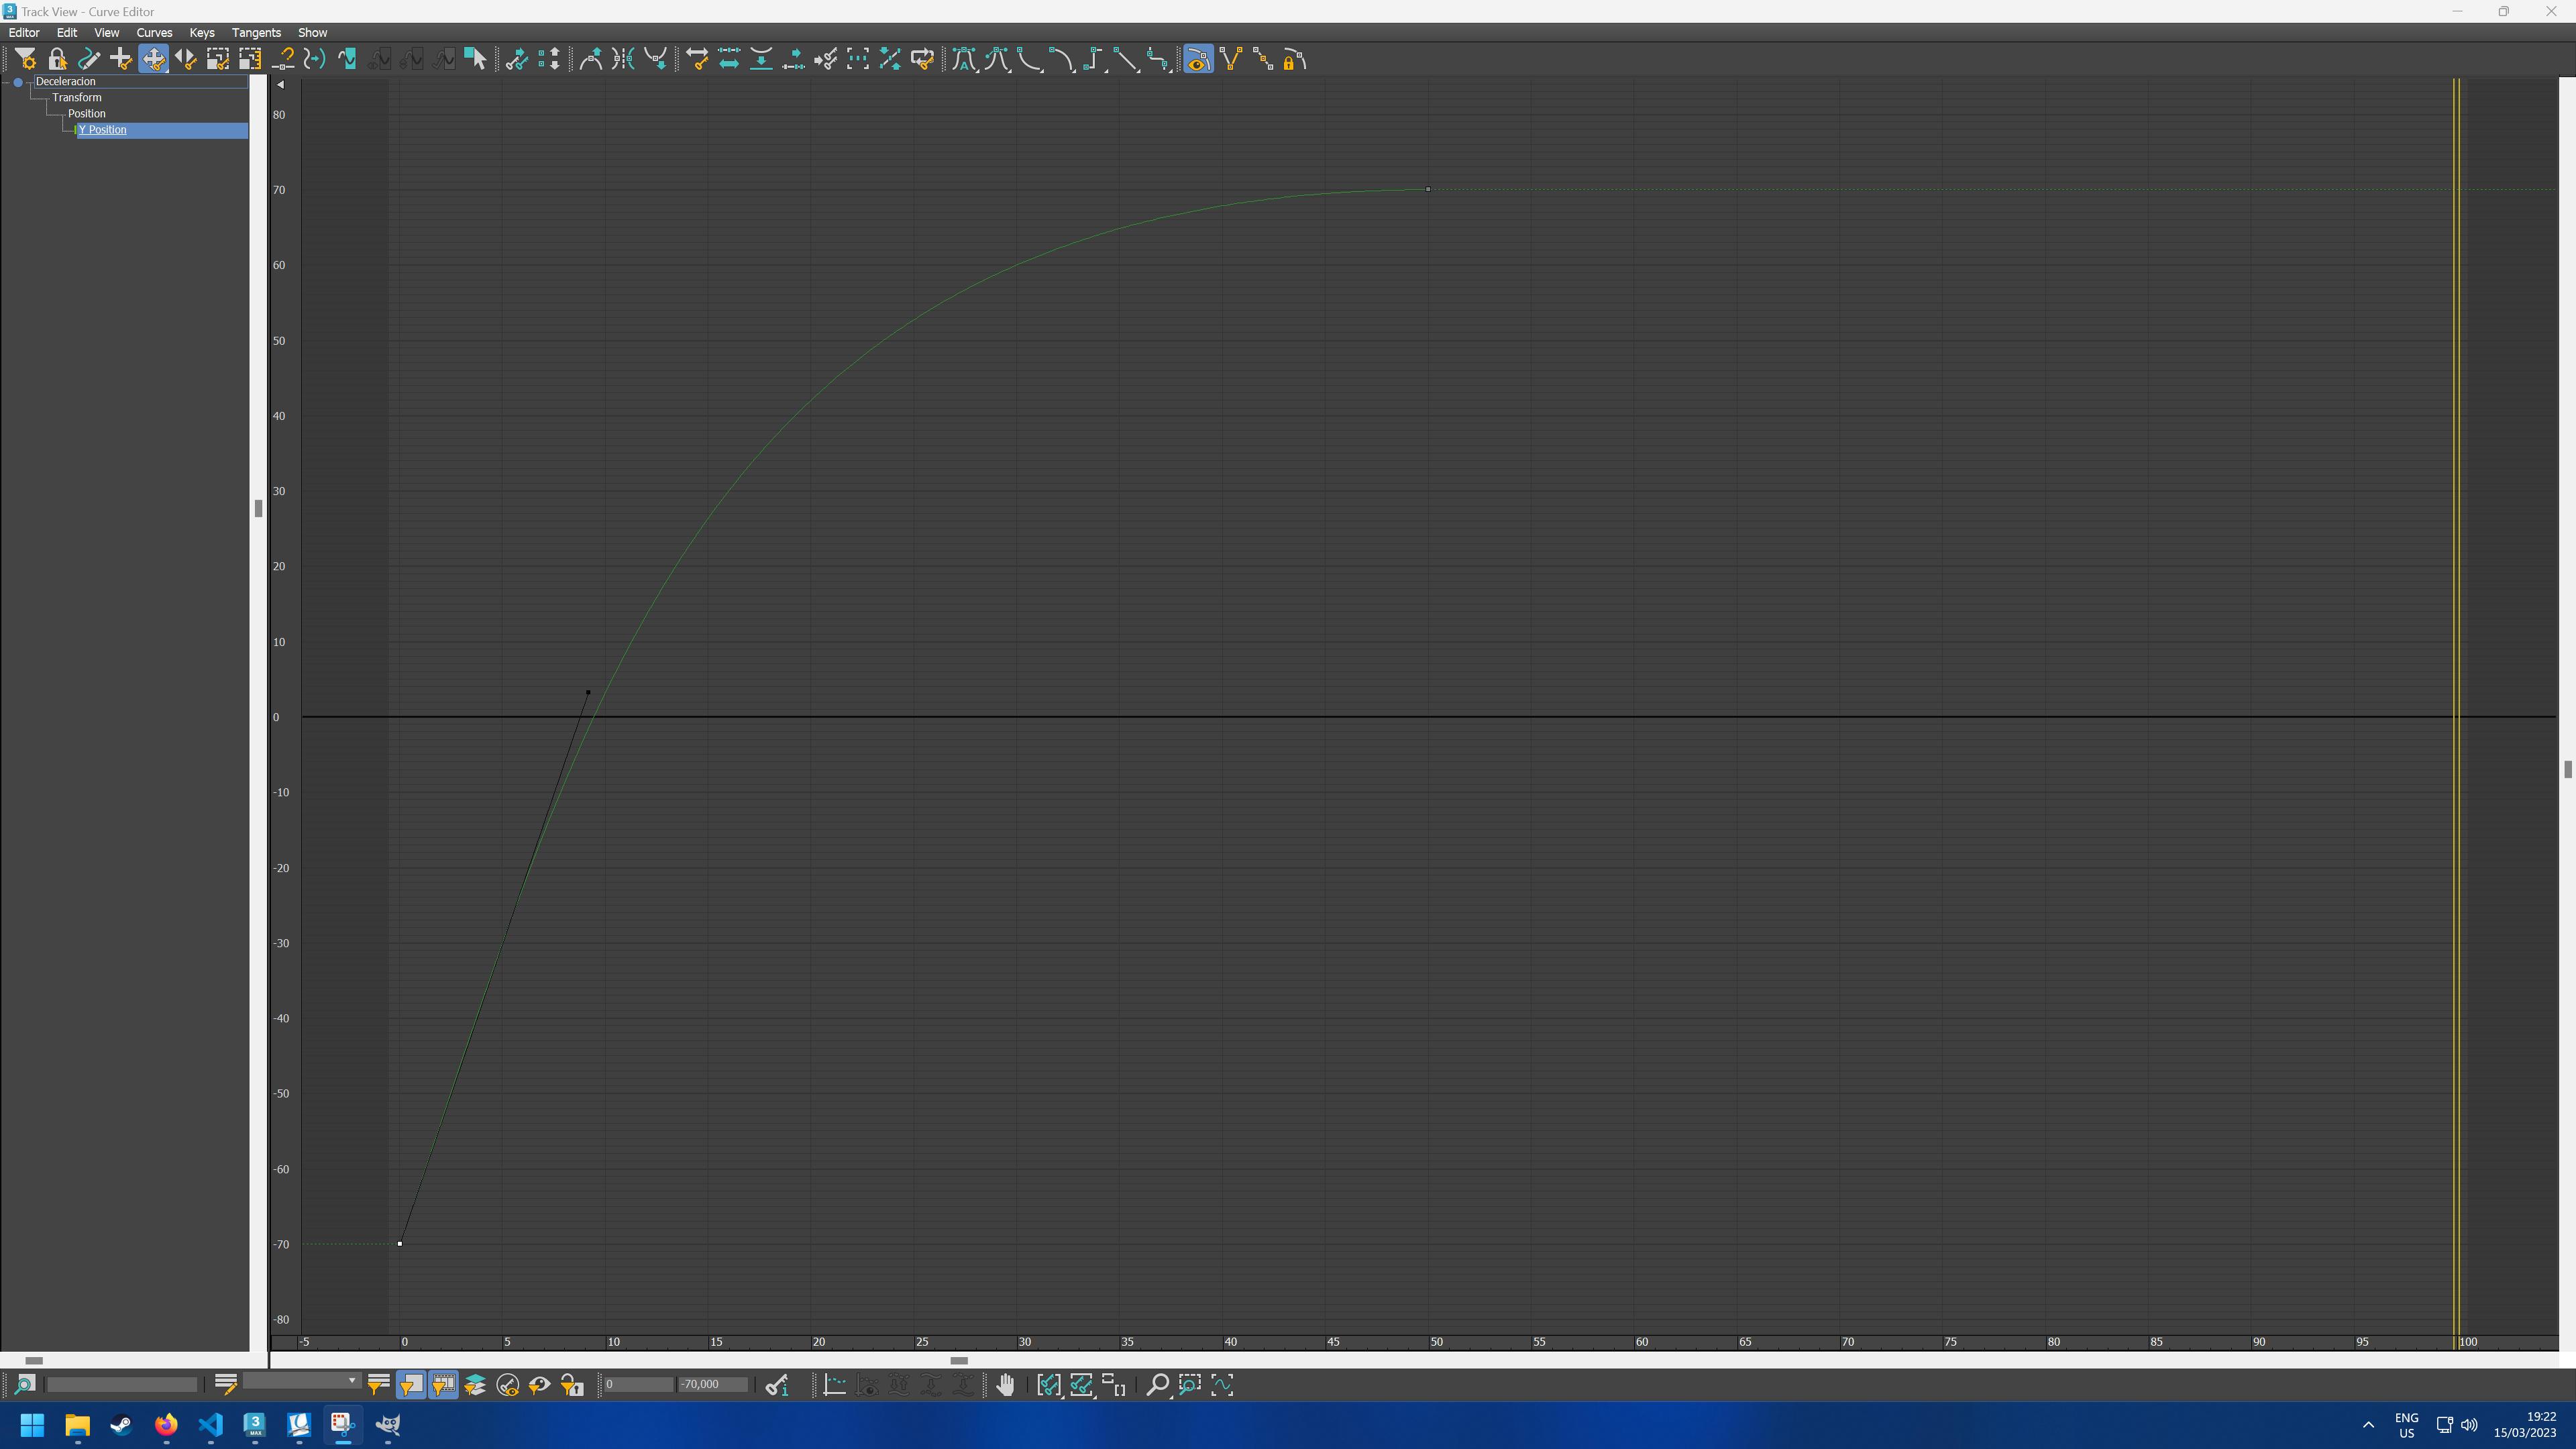 Track View - Curve Editor
Editor Edit View Curves Keys Tangents Show
Deceleracion
Transform
Position
Y Position
80
70
60
50
40
30
20
10
0
-10
-20
-30
-40
-50
-60
-70
-80
-5 0 5 10 15 20 25 30 35 40 45 50 55 60 65 70 75 80 85 90 95 100
0 -70,000
ENG
US
19:22
15/03/2023